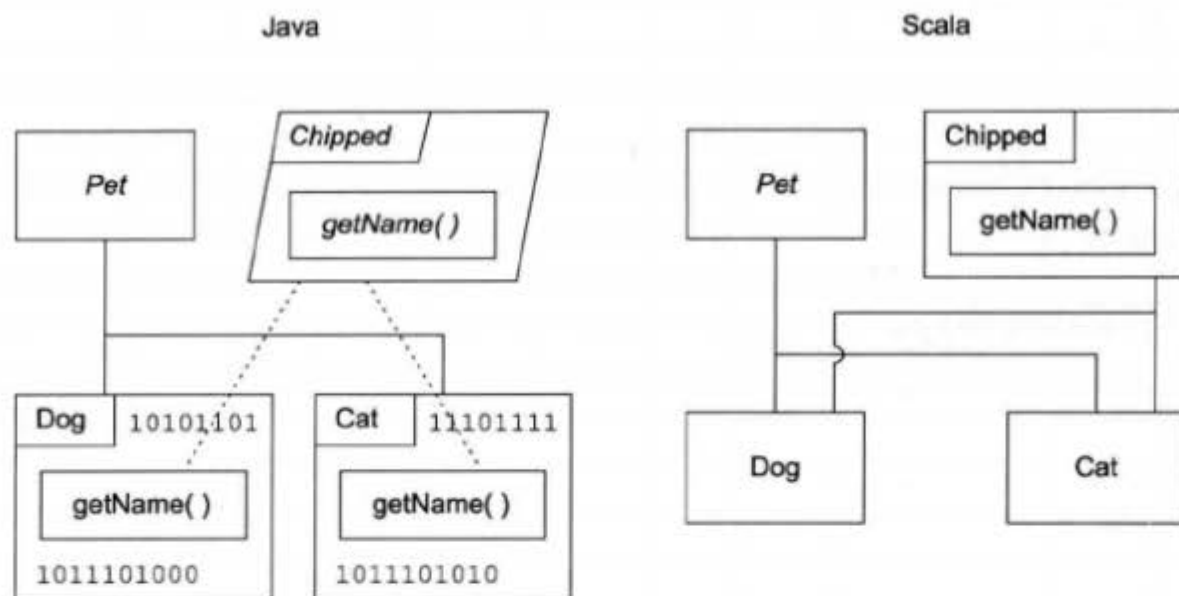 Java
Scala
Chipped
Pet
getName( )
Chipped
Pet
getName( )
Dog 10101101
Cat 11101111
getName( )
getName( )
Dog
Cat
1011101000
1011101010